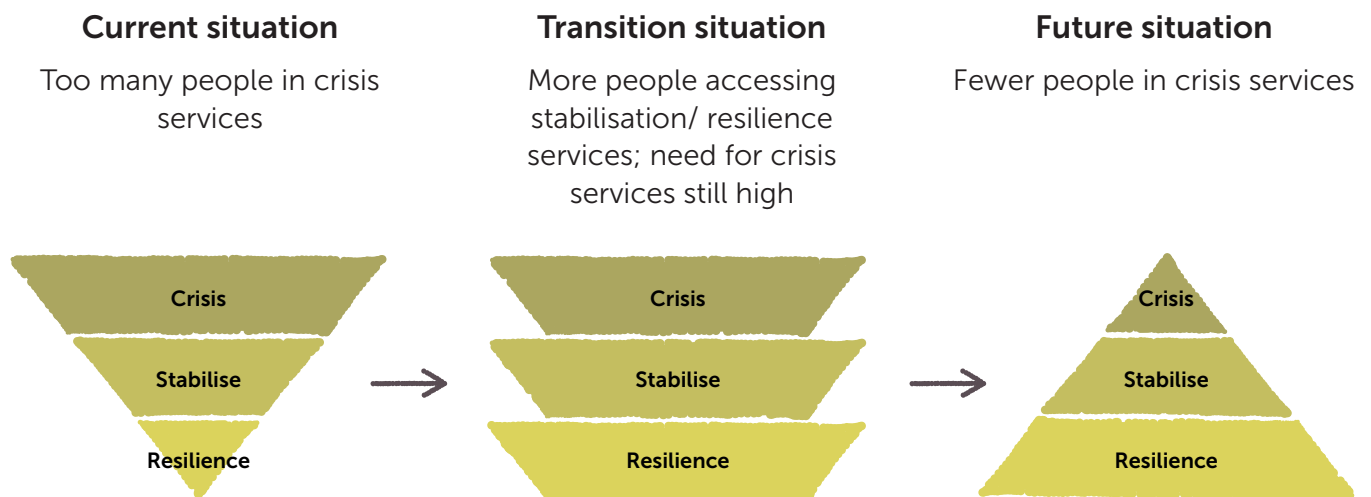 Current situation
Too many people in crisis
services
Transition situation
More people accessing
stabilisation/ resilience
services; need for crisis
services still high
Future situation
Fewer people in crisis services
Crisis
Stabilise
Resilience
Crisis
Stabilise
Resilience
Crisis
Stabilise
Resilience